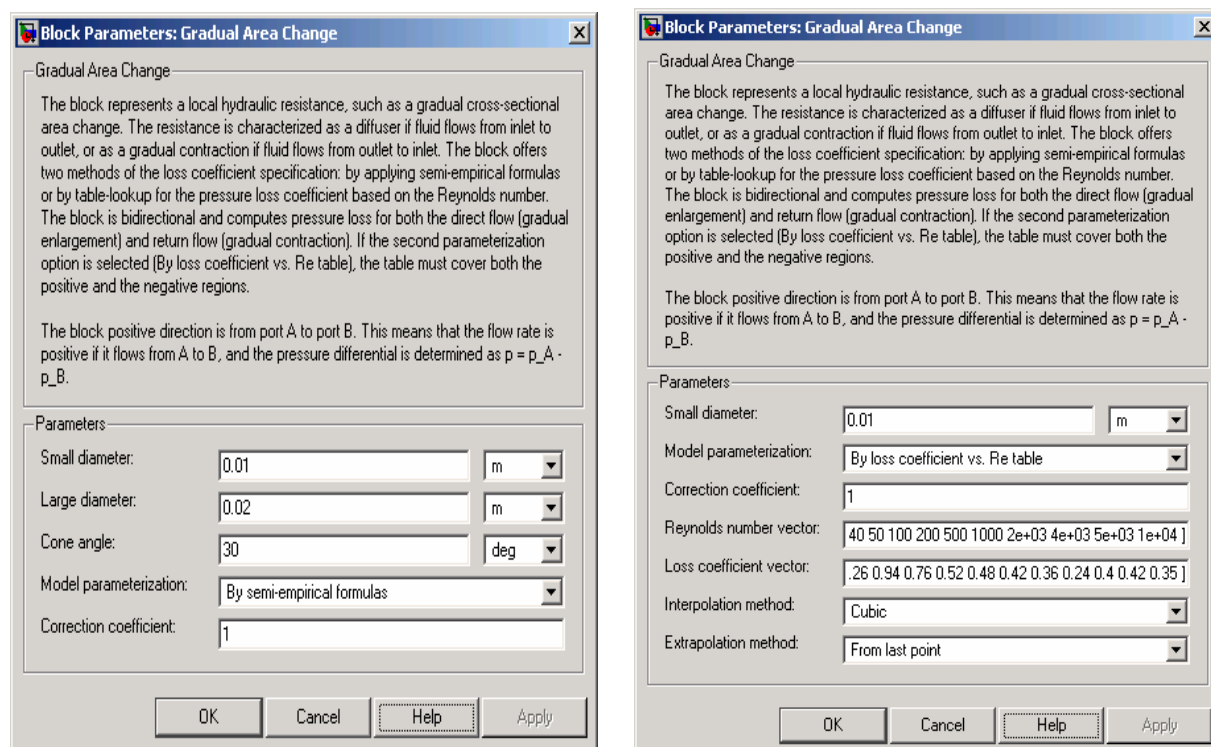 Block Parameters: Gradual Area Change
Gradual Area Change
The block represents a local hydraulic resistance, such as a gradual cross-sectional
area change. The resistance is characterized as a diffuser if fluid flows from inlet to
outlet, or as a gradual contraction if fluid flows from outlet to inlet. The block offers
two methods of the loss coefficient specification: by applying semi-empirical formulas
or by table-lookup for the pressure loss coefficient based on the Reynolds number.
The block is bidirectional and computes pressure loss for both the direct flow (gradual
enlargement) and return flow (gradual contraction). If the second parameterization
option is selected (By loss coefficient vs. Re table), the table must cover both the
positive and the negative regions.
The block positive direction is from port A to port B. This means that the flow rate is
positive if it flows from A to B, and the pressure differential is determined as p = p_A -
p_B.
Parameters
Small diameter: 0.01 m
Large diameter: 0.02 m
Cone angle: 30 deg
Model parameterization: By semi-empirical formulas
Correction coefficient: 1
OK Cancel Help Apply
Block Parameters: Gradual Area Change
Gradual Area Change
The block represents a local hydraulic resistance, such as a gradual cross-sectional
area change. The resistance is characterized as a diffuser if fluid flows from inlet to
outlet, or as a gradual contraction if fluid flows from outlet to inlet. The block offers
two methods of the loss coefficient specification: by applying semi-empirical formulas
or by table-lookup for the pressure loss coefficient based on the Reynolds number.
The block is bidirectional and computes pressure loss for both the direct flow (gradual
enlargement) and return flow (gradual contraction). If the second parameterization
option is selected (By loss coefficient vs. Re table), the table must cover both the
positive and the negative regions.
The block positive direction is from port A to port B. This means that the flow rate is
positive if it flows from A to B, and the pressure differential is determined as p = p_A -
p_B.
Parameters
Small diameter: 0.01 m
Model parameterization: By loss coefficient vs. Re table
Correction coefficient: 1
Reynolds number vector: 40 50 100 200 500 1000 2e+03 4e+03 5e+03 1e+04 ]
Loss coefficient vector: .26 0.94 0.76 0.52 0.48 0.42 0.36 0.24 0.4 0.42 0.35 ]
Interpolation method: Cubic
Extrapolation method: From last point
OK Cancel Help Apply